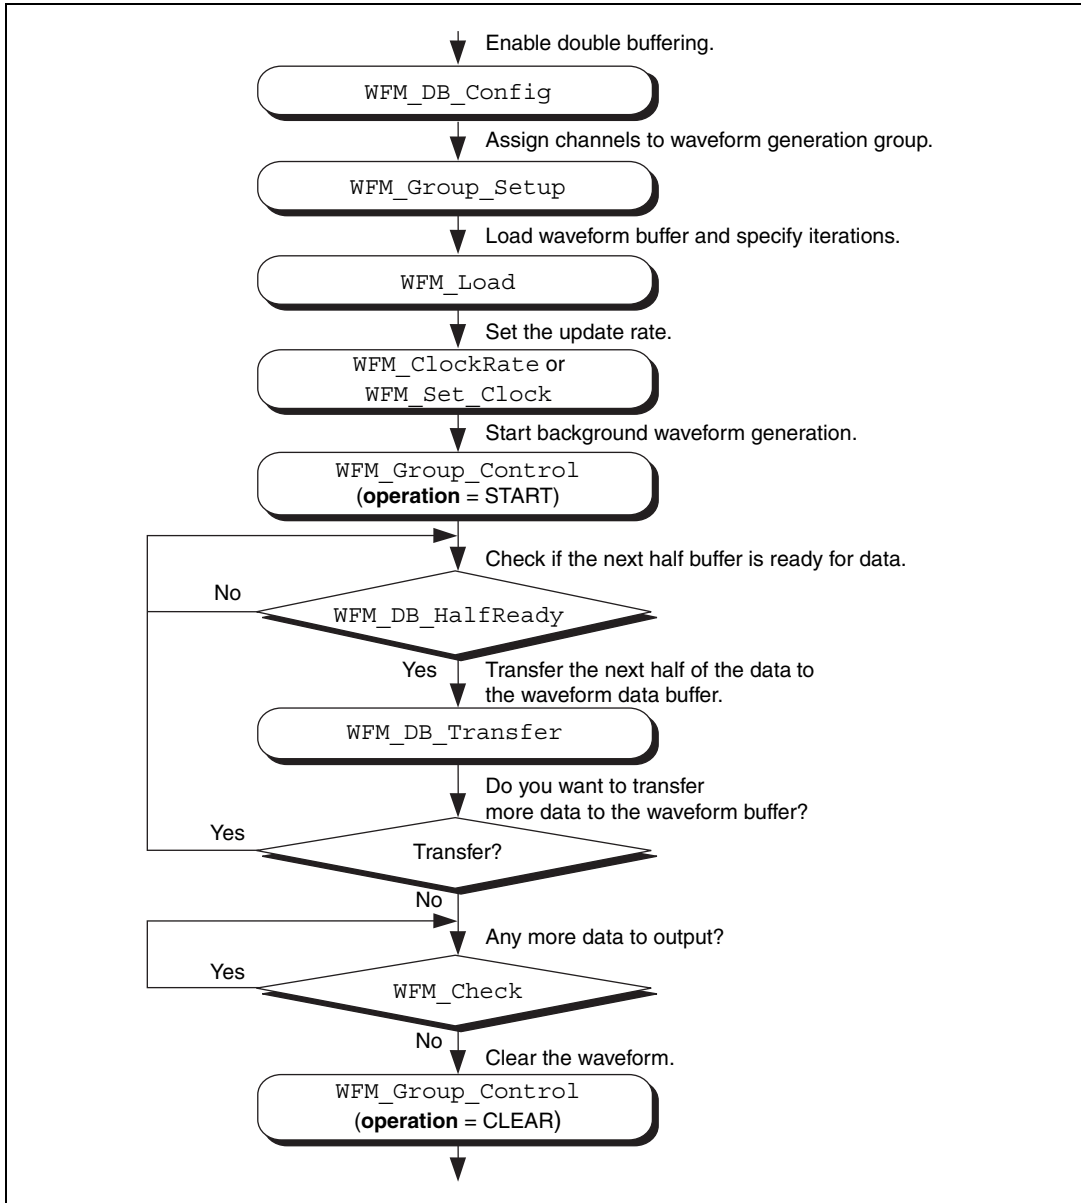 Enable double buffering.
WFM_DB_Config
Assign channels to waveform generation group.
WFM_Group_Setup
Load waveform buffer and specify iterations.
WFM_Load
Set the update rate.
WFM_ClockRate or
WFM_Set_Clock
Start background waveform generation.
WFM_Group_Control
(operation = START)
Check if the next half buffer is ready for data.
No
WFM_DB_HalfReady
Yes
Transfer the next half of the data to
the waveform data buffer.
WFM_DB_Transfer
Do you want to transfer
more data to the waveform buffer?
Yes
Transfer?
No
Any more data to output?
Yes
WFM_Check
No
Clear the waveform.
WFM_Group_Control
(operation = CLEAR)